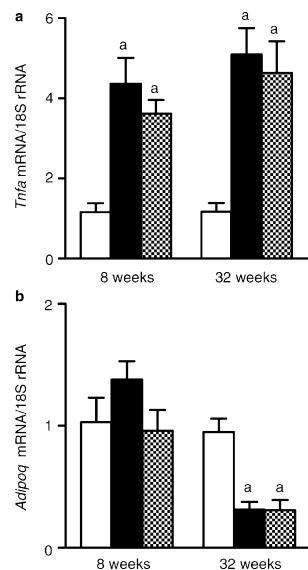 a
6
a
a
a
a
4
2
0
Tnfa mRNA/18S rRNA
8 weeks
32 weeks
b
2
1
a
a
0
Adipoq mRNA/18S rRNA
8 weeks
32 weeks